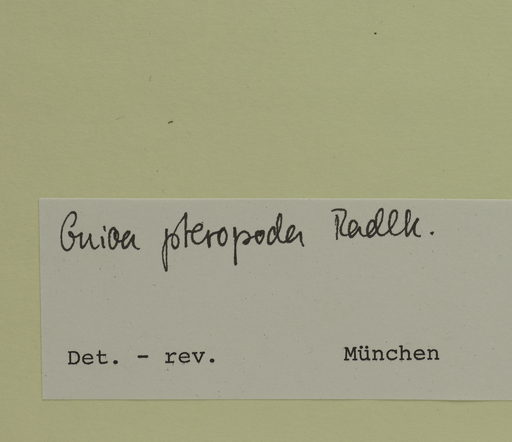 Guioa pteropoda Radlk.
Det. - rev. München